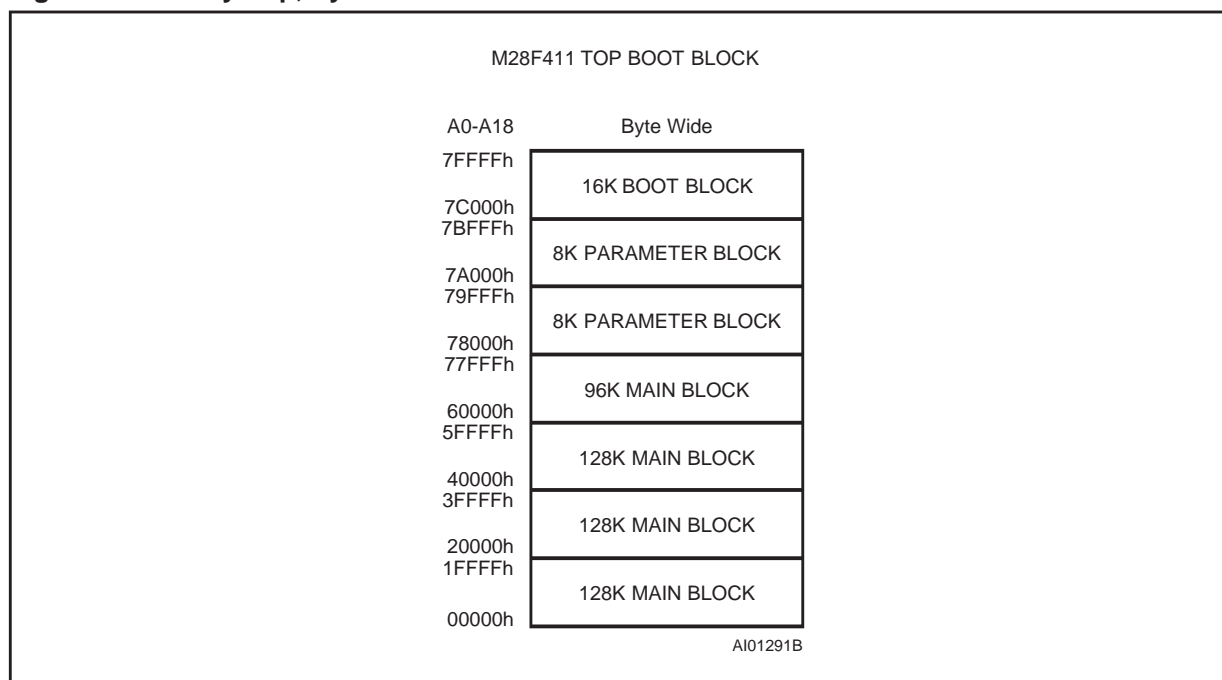 M28F411 TOP BOOT BLOCK
A0-A18 Byte Wide
7FFFFh
16K BOOT BLOCK
7C000h
7BFFFh
8K PARAMETER BLOCK
7A000h
79FFFh
8K PARAMETER BLOCK
78000h
77FFFh
96K MAIN BLOCK
60000h
5FFFFh
128K MAIN BLOCK
40000h
3FFFFh
128K MAIN BLOCK
20000h
1FFFFh
128K MAIN BLOCK
00000h
AI01291B